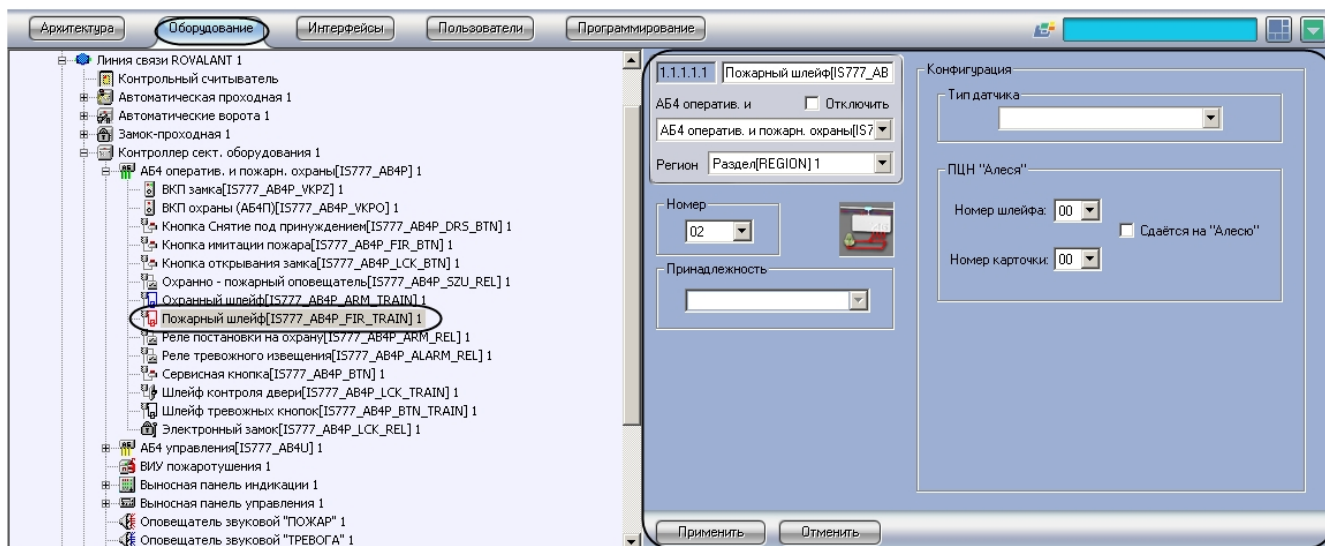 Архитектура
Оборудование
Интерфейсы
Пользователи
Программирование
Линия связи ROVALANT 1
Контрольный считыватель
Автоматическая проходная 1
Автоматические ворота 1
Замок-проходная 1
Контроллер сект. оборудования 1
АБ4 оператив. и пожарн. охраны[IS777_AB4P] 1
ВКП замка[IS777_AB4P_VKPZ] 1
ВКП охраны (АБ4П)[IS777_AB4P_VKPO] 1
Кнопка Снятие под принуждением[IS777_AB4P_DRS_BTN] 1
Кнопка имитации пожара[IS777_AB4P_FIR_BTN] 1
Кнопка открывания замка[IS777_AB4P_LCK_BTN] 1
Охранно - пожарный оповещатель[IS777_AB4P_SZU_REL] 1
Охранный шлейф[IS777_AB4P_ARM_TRAIN] 1
Пожарный шлейф[IS777_AB4P_FIR_TRAIN] 1
Реле постановки на охрану[IS777_AB4P_ARM_REL] 1
Реле тревожного извещения[IS777_AB4P_ALARM_REL] 1
Сервисная кнопка[IS777_AB4P_BTN] 1
Шлейф контроля двери[IS777_AB4P_LCK_TRAIN] 1
Шлейф тревожных кнопок[IS777_AB4P_BTN_TRAIN] 1
Электронный замок[IS777_AB4P_LCK_REL] 1
АБ4 управления[IS777_AB4U] 1
ВИУ пожаротушения 1
Выносная панель индикации 1
Выносная панель управления 1
Оповещатель звуковой "ПОЖАР" 1
Оповещатель звуковой "ТРЕВОГА" 1
1.1.1.1.1 Пожарный шлейф[IS777_AB
АБ4 оператив. и
Отключить
АБ4 оператив. и пожарн. охраны[IS7
Регион Раздел[REGION] 1
Номер
02
Принадлежность
Конфигурация
Тип датчика
ПЦН "Алеся"
Номер шлейфа: 00
Сдаётся на "Алесю"
Номер карточки: 00
Применить
Отменить